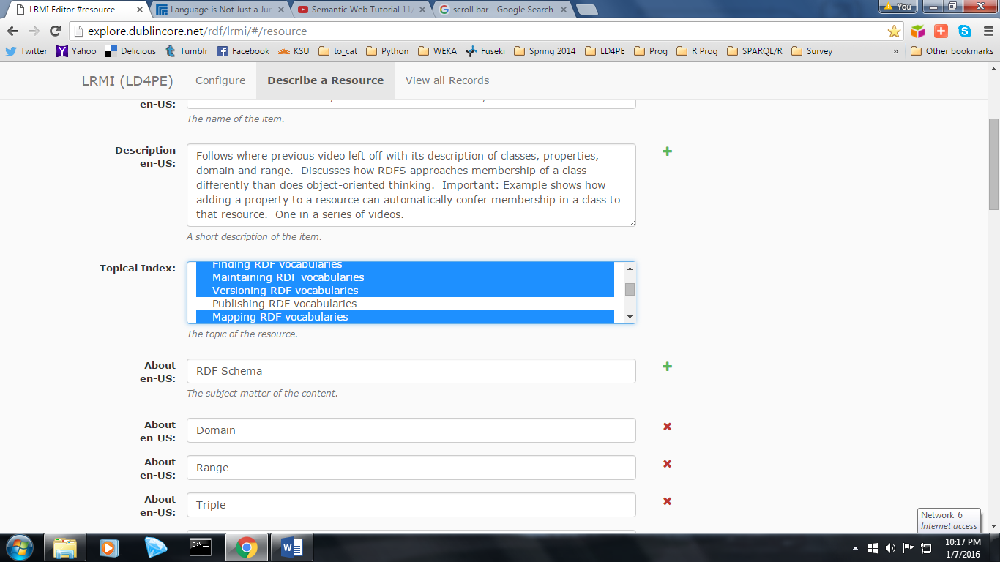 LRMI Editor #resource
Language is Not Just a Jum
Semantic Web Tutorial 11/
scroll bar - Google Search
You
explore.dublincore.net/rdf/lrmi/#/resource
Twitter Yahoo Delicious Tumblr Facebook KSU to_cat Python WEKA Fuseki Spring 2014 LD4PE Prog R Prog SPARQL/R Survey » Other bookmarks
LRMI (LD4PE) Configure Describe a Resource View all Records
en-US:
The name of the item.
Description
en-US:
Follows where previous video left off with its description of classes, properties,
domain and range. Discusses how RDFS approaches membership of a class
differently than does object-oriented thinking. Important: Example shows how
adding a property to a resource can automatically confer membership in a class to
that resource. One in a series of videos.
A short description of the item.
Topical Index:
Finding RDF vocabularies
Maintaining RDF vocabularies
Versioning RDF vocabularies
Publishing RDF vocabularies
Mapping RDF vocabularies
The topic of the resource.
About
en-US:
RDF Schema
The subject matter of the content.
About
en-US:
Domain
About
en-US:
Range
About
en-US:
Triple
Network 6
Internet access
10:17 PM
1/7/2016